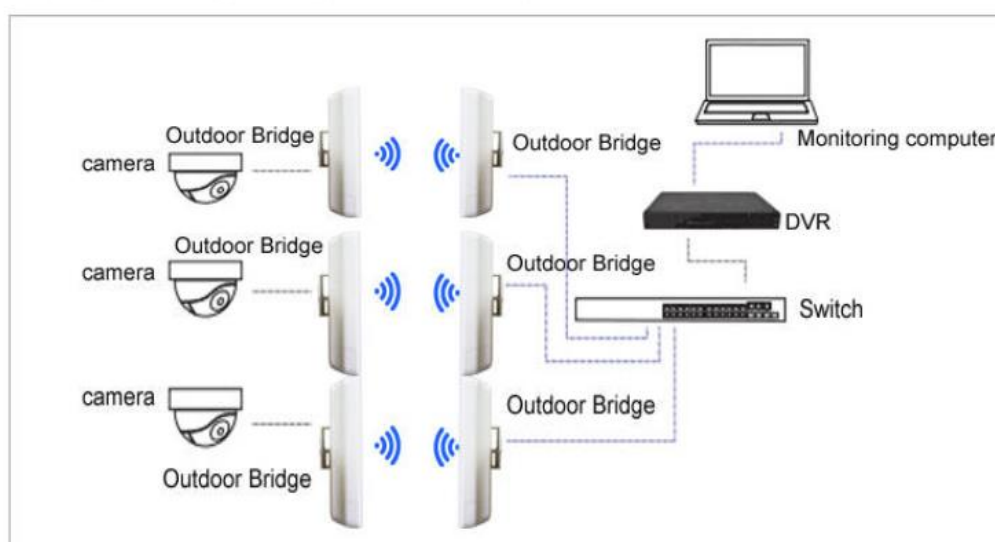 Monitoring computer
Outdoor Bridge
Outdoor Bridge
camera
DVR
Outdoor Bridge
Outdoor Bridge
camera
Switch
camera
Outdoor Bridge
Outdoor Bridge